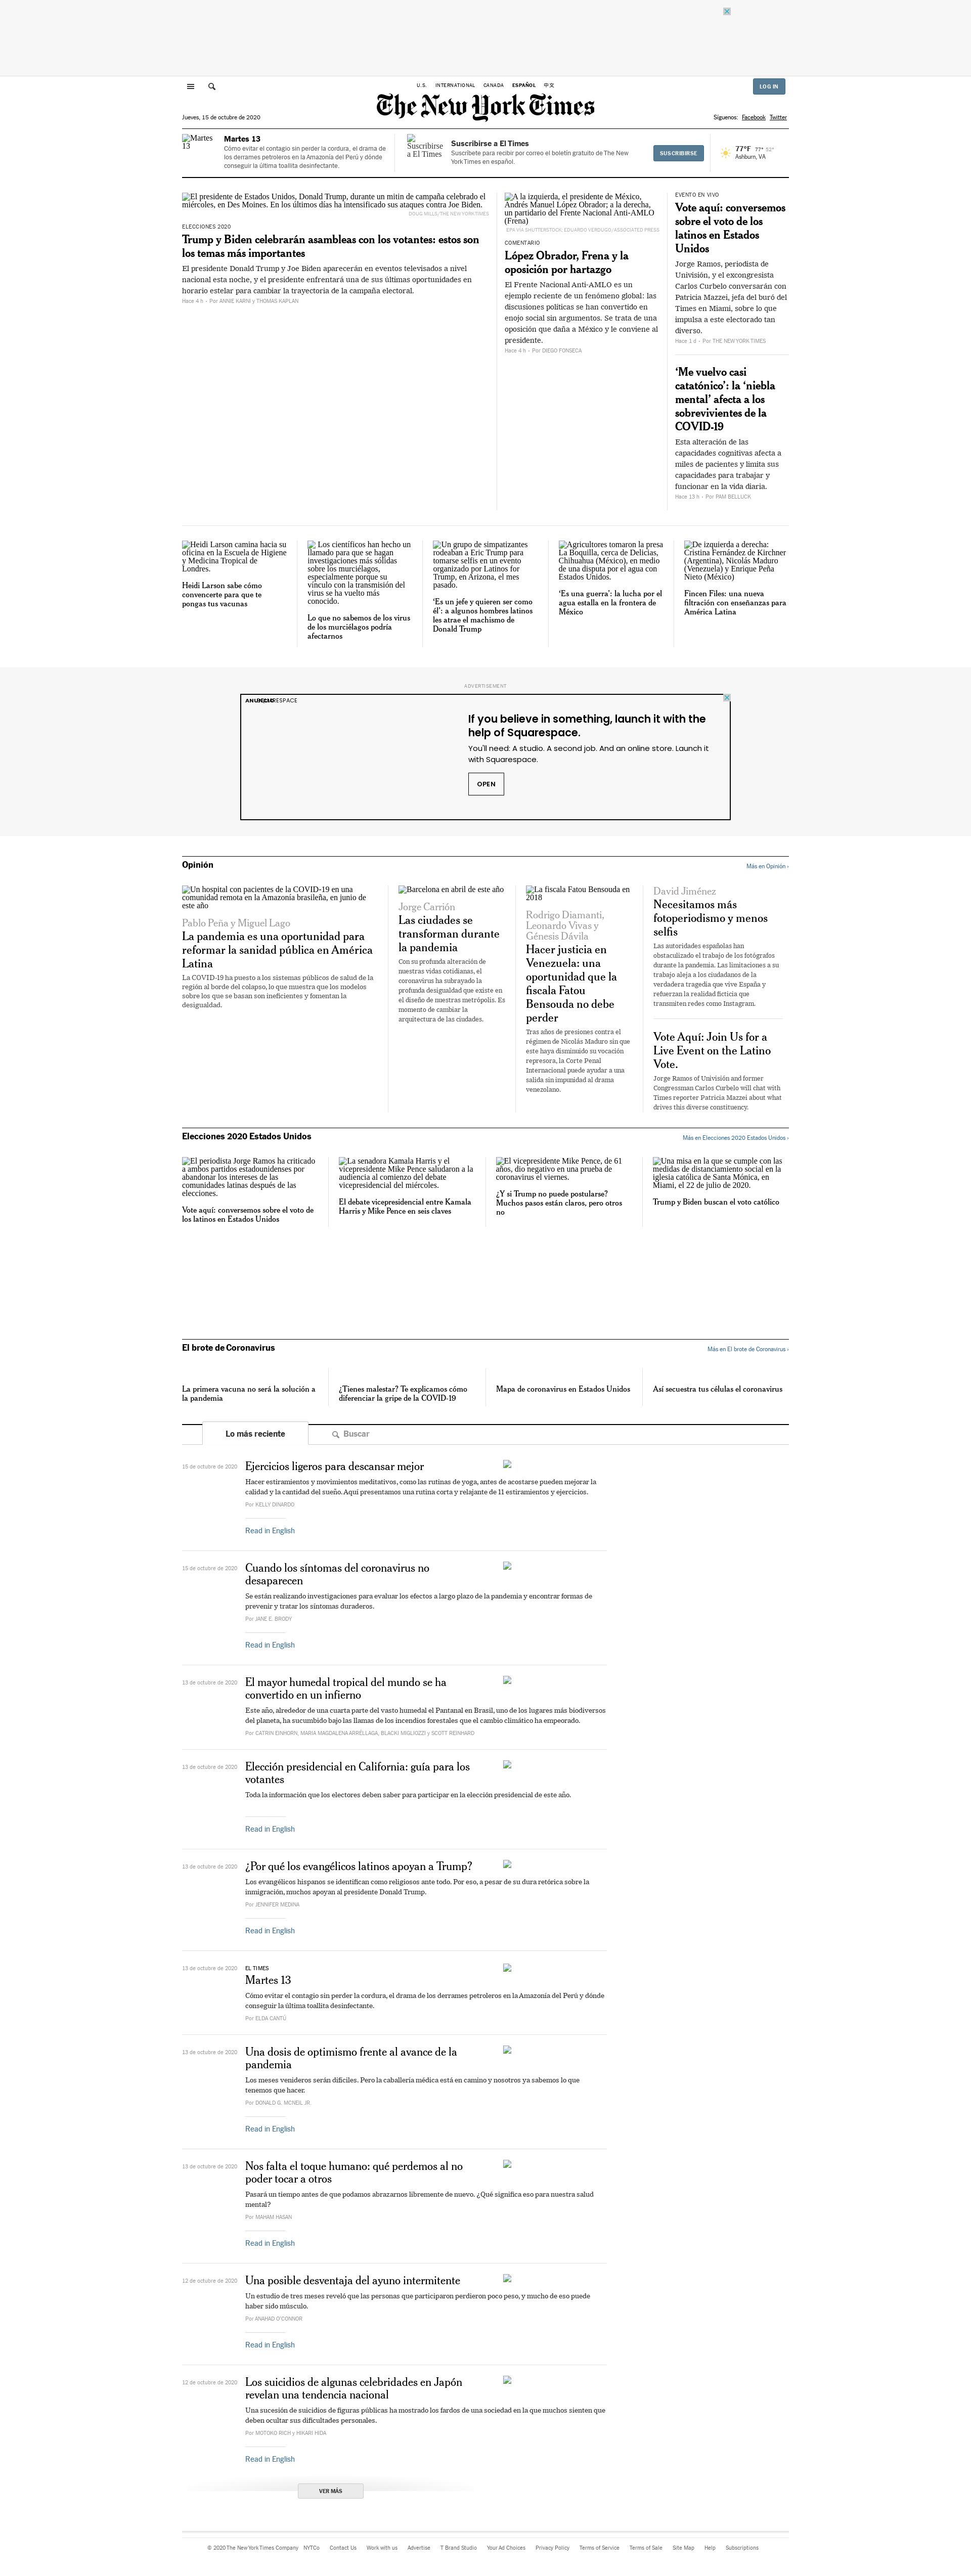 U.S. INTERNATIONAL CANADA ESPAÑOL 中文
LOG IN
The New York Times
Jueves, 15 de octubre de 2020
Síguenos: Facebook Twitter
Martes 13
Martes 13
Cómo evitar el contagio sin perder la cordura, el drama de los derrames petroleros en la Amazonía del Perú y dónde conseguir la última toallita desinfectante.
Suscribirse a El Times
Suscribirse a El Times
Suscríbete para recibir por correo el boletín gratuito de The New York Times en español.
SUSCRIBIRSE
77°F 77° 52°
Ashburn, VA
El presidente de Estados Unidos, Donald Trump, durante un mitin de campaña celebrado el miércoles, en Des Moines. En los últimos días ha intensificado sus ataques contra Joe Biden.
DOUG MILLS/THE NEW YORK TIMES
ELECCIONES 2020
Trump y Biden celebrarán asambleas con los votantes: estos son los temas más importantes
El presidente Donald Trump y Joe Biden aparecerán en eventos televisados a nivel nacional esta noche, y el presidente enfrentará una de sus últimas oportunidades en horario estelar para cambiar la trayectoria de la campaña electoral.
Hace 4 h – Por ANNIE KARNI y THOMAS KAPLAN
A la izquierda, el presidente de México, Andrés Manuel López Obrador; a la derecha, un partidario del Frente Nacional Anti-AMLO (Frena)
EPA VÍA SHUTTERSTOCK; EDUARDO VERDUGO/ASSOCIATED PRESS
COMENTARIO
López Obrador, Frena y la oposición por hartazgo
El Frente Nacional Anti-AMLO es un ejemplo reciente de un fenómeno global: las discusiones políticas se han convertido en enojo social sin argumentos. Se trata de una oposición que daña a México y le conviene al presidente.
Hace 4 h – Por DIEGO FONSECA
EVENTO EN VIVO
Vote aquí: conversemos sobre el voto de los latinos en Estados Unidos
Jorge Ramos, periodista de Univisión, y el excongresista Carlos Curbelo conversarán con Patricia Mazzei, jefa del buró del Times en Miami, sobre lo que impulsa a este electorado tan diverso.
Hace 1 d – Por THE NEW YORK TIMES
‘Me vuelvo casi catatónico’: la ‘niebla mental’ afecta a los sobrevivientes de la COVID-19
Esta alteración de las capacidades cognitivas afecta a miles de pacientes y limita sus capacidades para trabajar y funcionar en la vida diaria.
Hace 13 h – Por PAM BELLUCK
Heidi Larson camina hacia su oficina en la Escuela de Higiene y Medicina Tropical de Londres.
Heidi Larson sabe cómo convencerte para que te pongas tus vacunas
Los científicos han hecho un llamado para que se hagan investigaciones más sólidas sobre los murciélagos, especialmente porque su vínculo con la transmisión del virus se ha vuelto más conocido.
Lo que no sabemos de los virus de los murciélagos podría afectarnos
Un grupo de simpatizantes rodeaban a Eric Trump para tomarse selfis en un evento organizado por Latinos for Trump, en Arizona, el mes pasado.
‘Es un jefe y quieren ser como él’: a algunos hombres latinos les atrae el machismo de Donald Trump
Agricultores tomaron la presa La Boquilla, cerca de Delicias, Chihuahua (México), en medio de una disputa por el agua con Estados Unidos.
‘Es una guerra’: la lucha por el agua estalla en la frontera de México
De izquierda a derecha: Cristina Fernández de Kirchner (Argentina), Nicolás Maduro (Venezuela) y Enrique Peña Nieto (México)
Fincen Files: una nueva filtración con enseñanzas para América Latina
ADVERTISEMENT
If you believe in something, launch it with the help of Squarespace.
You'll need: A studio. A second job. And an online store. Launch it with Squarespace.
OPEN
Opinión
Más en Opinión ›
Un hospital con pacientes de la COVID-19 en una comunidad remota en la Amazonía brasileña, en junio de este año
Pablo Peña y Miguel Lago
La pandemia es una oportunidad para reformar la sanidad pública en América Latina
La COVID-19 ha puesto a los sistemas públicos de salud de la región al borde del colapso, lo que muestra que los modelos sobre los que se basan son ineficientes y fomentan la desigualdad.
Barcelona en abril de este año
Jorge Carrión
Las ciudades se transforman durante la pandemia
Con su profunda alteración de nuestras vidas cotidianas, el coronavirus ha subrayado la profunda desigualdad que existe en el diseño de nuestras metrópolis. Es momento de cambiar la arquitectura de las ciudades.
La fiscala Fatou Bensouda en 2018
Rodrigo Diamanti, Leonardo Vivas y Génesis Dávila
Hacer justicia en Venezuela: una oportunidad que la fiscala Fatou Bensouda no debe perder
Tras años de presiones contra el régimen de Nicolás Maduro sin que este haya disminuido su vocación represora, la Corte Penal Internacional puede ayudar a una salida sin impunidad al drama venezolano.
David Jiménez
Necesitamos más fotoperiodismo y menos selfis
Las autoridades españolas han obstaculizado el trabajo de los fotógrafos durante la pandemia. Las limitaciones a su trabajo aleja a los ciudadanos de la verdadera tragedia que vive España y refuerzan la realidad ficticia que transmiten redes como Instagram.
Vote Aquí: Join Us for a Live Event on the Latino Vote.
Jorge Ramos of Univisión and former Congressman Carlos Curbelo will chat with Times reporter Patricia Mazzei about what drives this diverse constituency.
Elecciones 2020 Estados Unidos
Más en Elecciones 2020 Estados Unidos ›
El periodista Jorge Ramos ha criticado a ambos partidos estadounidenses por abandonar los intereses de las comunidades latinas después de las elecciones.
Vote aquí: conversemos sobre el voto de los latinos en Estados Unidos
La senadora Kamala Harris y el vicepresidente Mike Pence saludaron a la audiencia al comienzo del debate vicepresidencial del miércoles.
El debate vicepresidencial entre Kamala Harris y Mike Pence en seis claves
El vicepresidente Mike Pence, de 61 años, dio negativo en una prueba de coronavirus el viernes.
¿Y si Trump no puede postularse? Muchos pasos están claros, pero otros no
Una misa en la que se cumple con las medidas de distanciamiento social en la iglesia católica de Santa Mónica, en Miami, el 22 de julio de 2020.
Trump y Biden buscan el voto católico
El brote de Coronavirus
Más en El brote de Coronavirus ›
La primera vacuna no será la solución a la pandemia
¿Tienes malestar? Te explicamos cómo diferenciar la gripe de la COVID-19
Mapa de coronavirus en Estados Unidos
Así secuestra tus células el coronavirus
Lo más reciente
Buscar
15 de octubre de 2020
Ejercicios ligeros para descansar mejor
Hacer estiramientos y movimientos meditativos, como las rutinas de yoga, antes de acostarse pueden mejorar la calidad y la cantidad del sueño. Aquí presentamos una rutina corta y relajante de 11 estiramientos y ejercicios.
Por KELLY DINARDO
Read in English
15 de octubre de 2020
Cuando los síntomas del coronavirus no desaparecen
Se están realizando investigaciones para evaluar los efectos a largo plazo de la pandemia y encontrar formas de prevenir y tratar los síntomas duraderos.
Por JANE E. BRODY
Read in English
13 de octubre de 2020
El mayor humedal tropical del mundo se ha convertido en un infierno
Este año, alrededor de una cuarta parte del vasto humedal el Pantanal en Brasil, uno de los lugares más biodiversos del planeta, ha sucumbido bajo las llamas de los incendios forestales que el cambio climático ha empeorado.
Por CATRIN EINHORN, MARIA MAGDALENA ARRÉLLAGA, BLACKI MIGLIOZZI y SCOTT REINHARD
13 de octubre de 2020
Elección presidencial en California: guía para los votantes
Toda la información que los electores deben saber para participar en la elección presidencial de este año.
Read in English
13 de octubre de 2020
¿Por qué los evangélicos latinos apoyan a Trump?
Los evangélicos hispanos se identifican como religiosos ante todo. Por eso, a pesar de su dura retórica sobre la inmigración, muchos apoyan al presidente Donald Trump.
Por JENNIFER MEDINA
Read in English
13 de octubre de 2020
EL TIMES
Martes 13
Cómo evitar el contagio sin perder la cordura, el drama de los derrames petroleros en la Amazonía del Perú y dónde conseguir la última toallita desinfectante.
Por ELDA CANTÚ
13 de octubre de 2020
Una dosis de optimismo frente al avance de la pandemia
Los meses venideros serán difíciles. Pero la caballería médica está en camino y nosotros ya sabemos lo que tenemos que hacer.
Por DONALD G. MCNEIL JR.
Read in English
13 de octubre de 2020
Nos falta el toque humano: qué perdemos al no poder tocar a otros
Pasará un tiempo antes de que podamos abrazarnos libremente de nuevo. ¿Qué significa eso para nuestra salud mental?
Por MAHAM HASAN
Read in English
12 de octubre de 2020
Una posible desventaja del ayuno intermitente
Un estudio de tres meses reveló que las personas que participaron perdieron poco peso, y mucho de eso puede haber sido músculo.
Por ANAHAD O'CONNOR
Read in English
12 de octubre de 2020
Los suicidios de algunas celebridades en Japón revelan una tendencia nacional
Una sucesión de suicidios de figuras públicas ha mostrado los fardos de una sociedad en la que muchos sienten que deben ocultar sus dificultades personales.
Por MOTOKO RICH y HIKARI HIDA
Read in English
VER MÁS
© 2020 The New York Times Company NYTCo Contact Us Work with us Advertise T Brand Studio Your Ad Choices Privacy Policy Terms of Service Terms of Sale Site Map Help Subscriptions